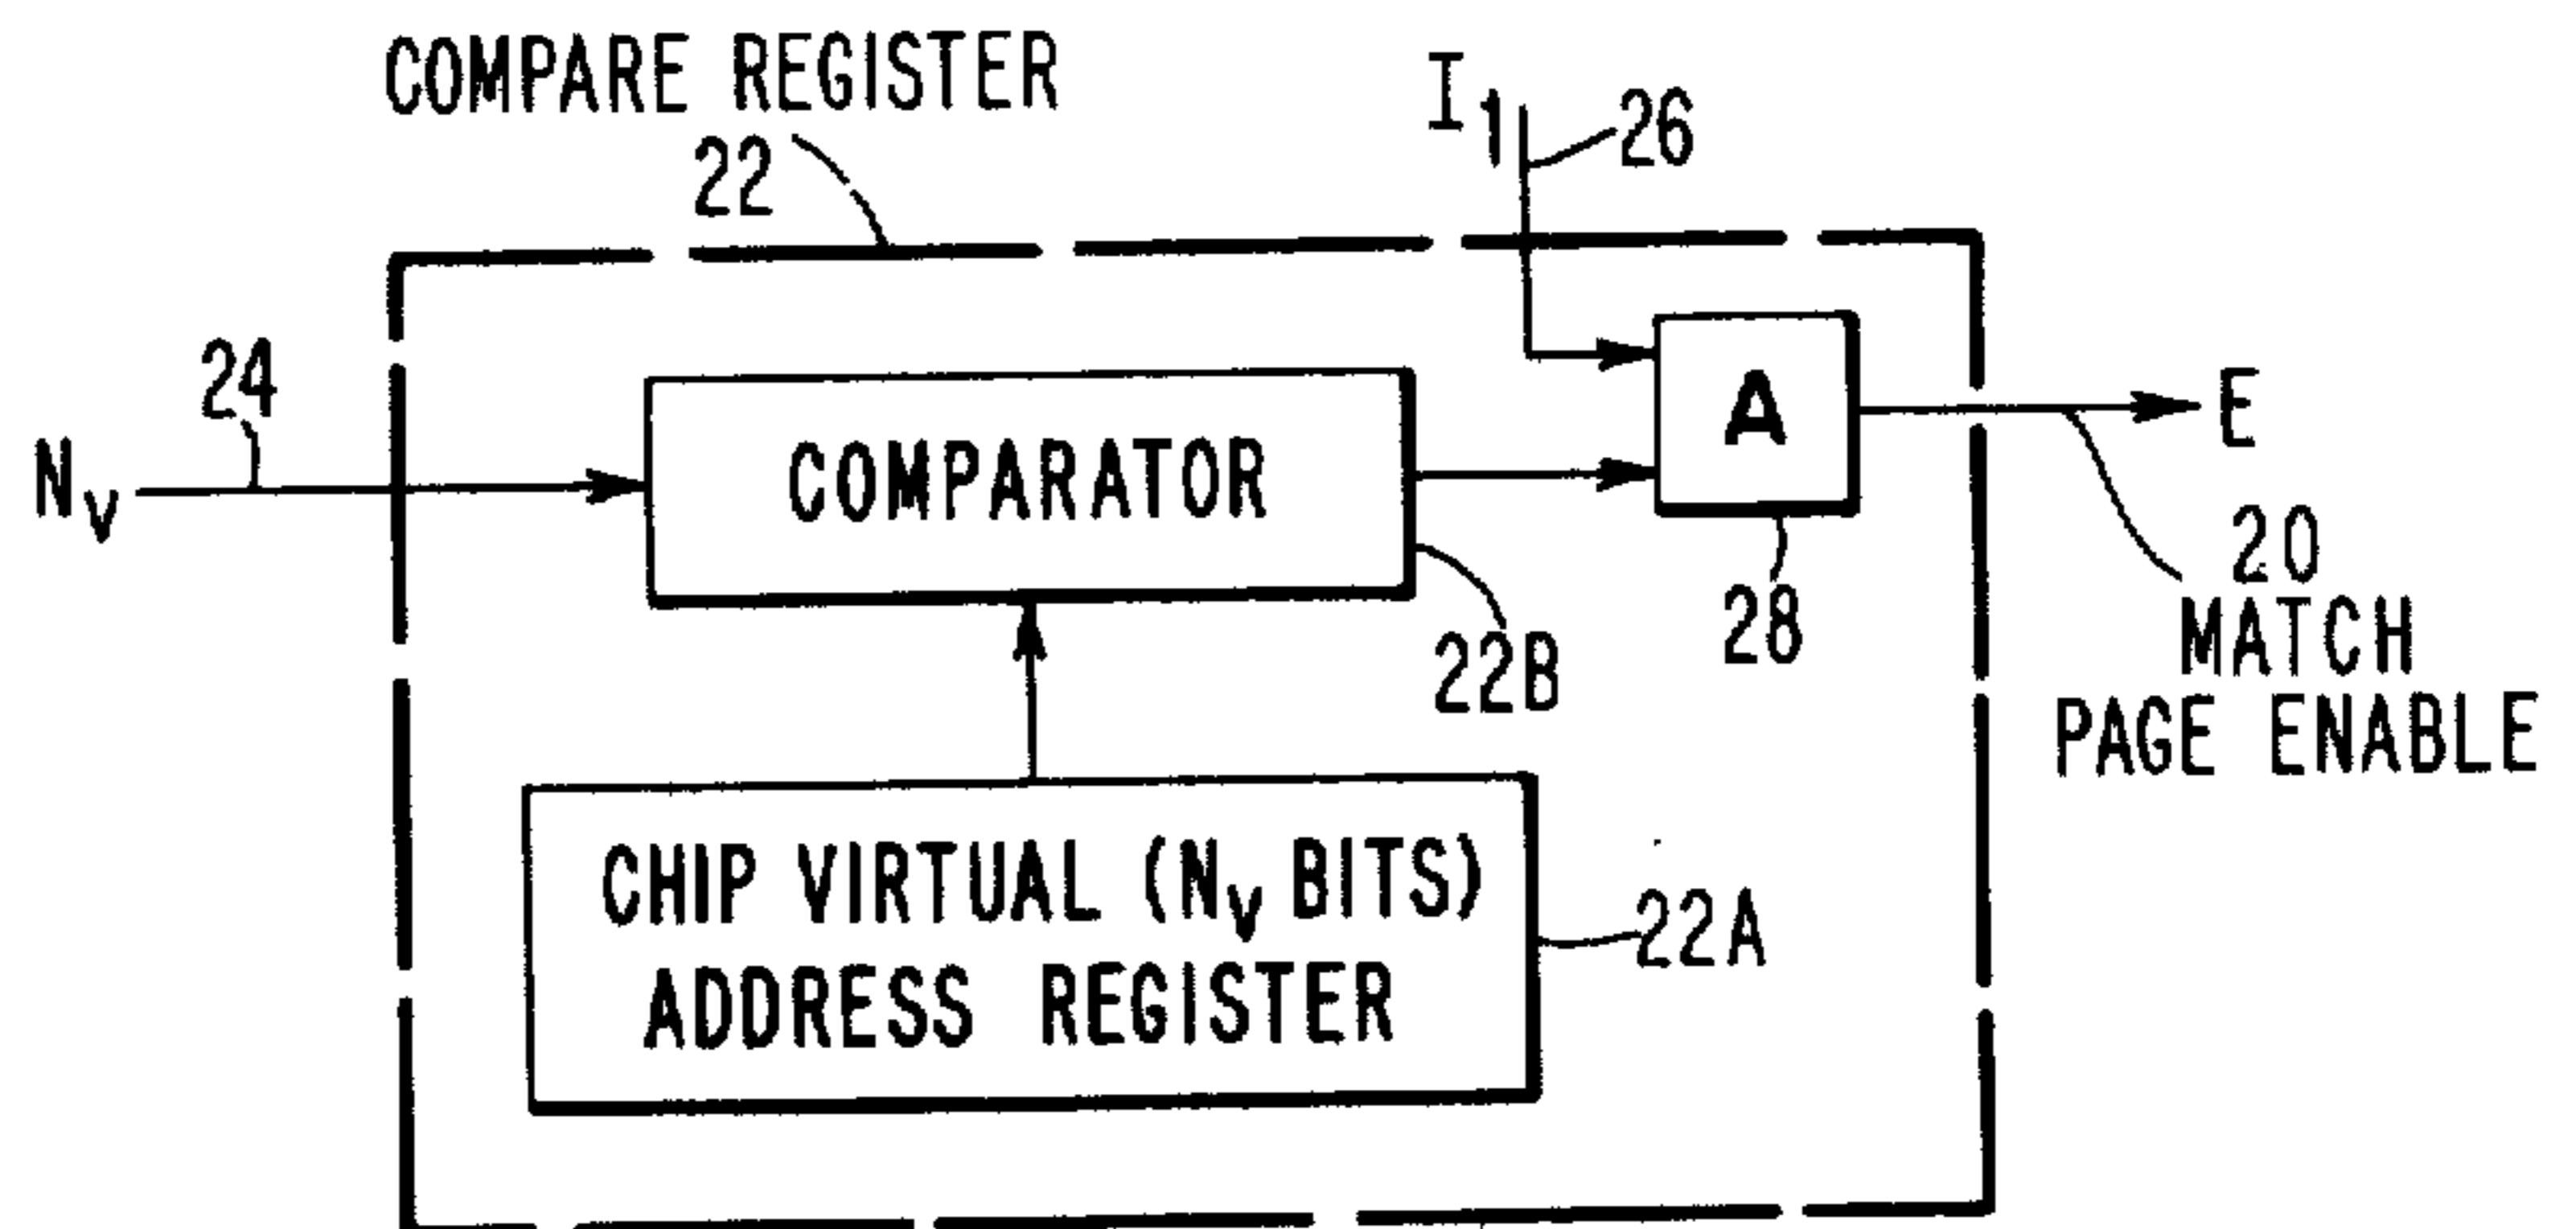 COMPARE REGISTER
22
I1
26
24
NV
COMPARATOR
A
E
20
MATCH
PAGE ENABLE
28
22B
CHIP VIRTUAL (NV BITS)
ADDRESS REGISTER
22A